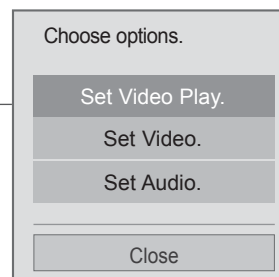 Choose options.
Set Video Play.
Set Video.
Set Audio.
Close